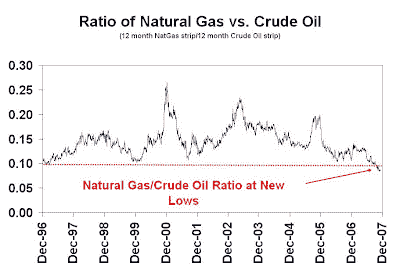 Ratio of Natural Gas vs. Crude Oil
(12 month NatGas strip/12 month Crude Oil strip)
0.30
0.25
0.20
0.15
0.10
0.05
0.00
Natural Gas/Crude Oil Ratio at New
Lows
Dec-96
Dec-97
Dec-98
Dec-99
Dec-00
Dec-01
Dec-02
Dec-03
Dec-04
Dec-05
Dec-06
Dec-07